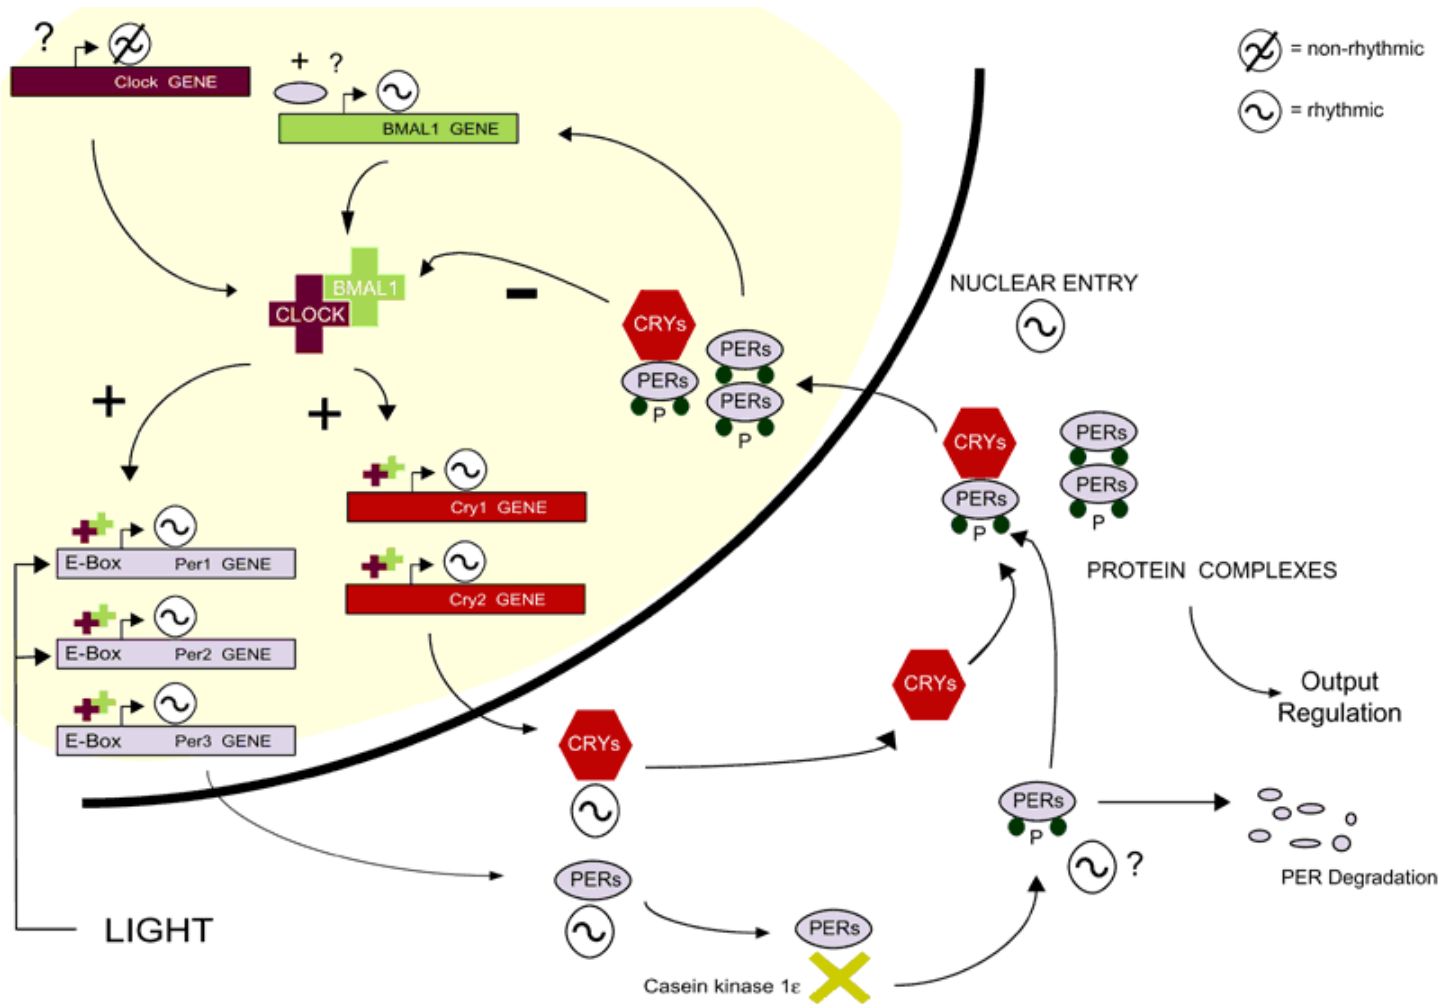 ?
Clock GENE
+ ?
BMAL1 GENE
= non-rhythmic
= rhythmic
BMAL1
CLOCK
–
CRYs
PERs
P
PERs
PERs
P
NUCLEAR ENTRY
+
+
CRYs
PERs
P
PERs
PERs
P
Cry1 GENE
E-Box Per1 GENE
Cry2 GENE
E-Box Per2 GENE
E-Box Per3 GENE
PROTEIN COMPLEXES
Output
Regulation
CRYs
CRYs
PERs
P
?
PER Degradation
PERs
LIGHT
PERs
Casein kinase 1ε